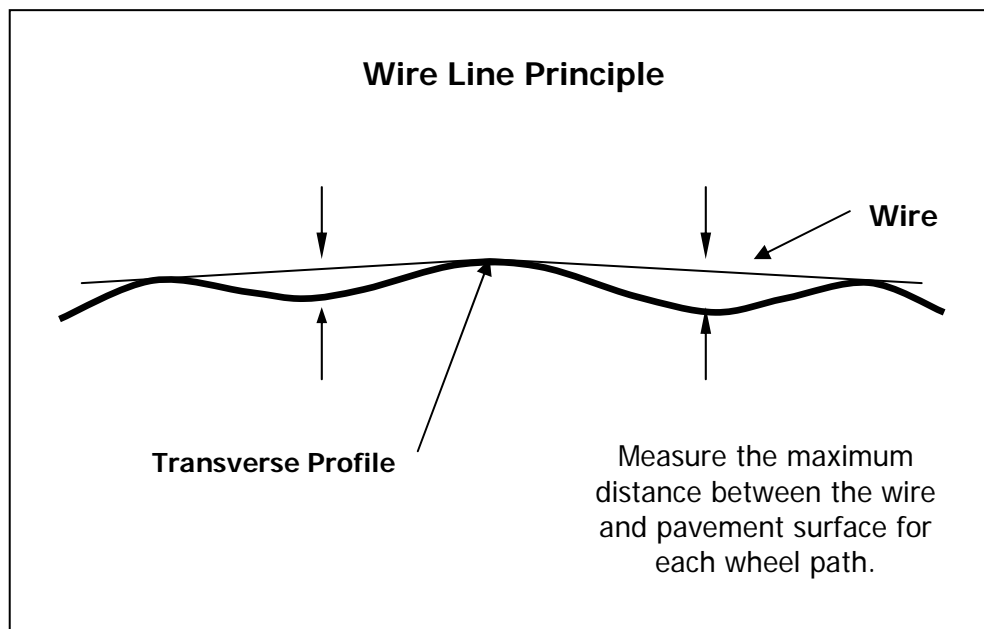 Wire Line Principle
Wire
Transverse Profile
Measure the maximum
distance between the wire
and pavement surface for
each wheel path.